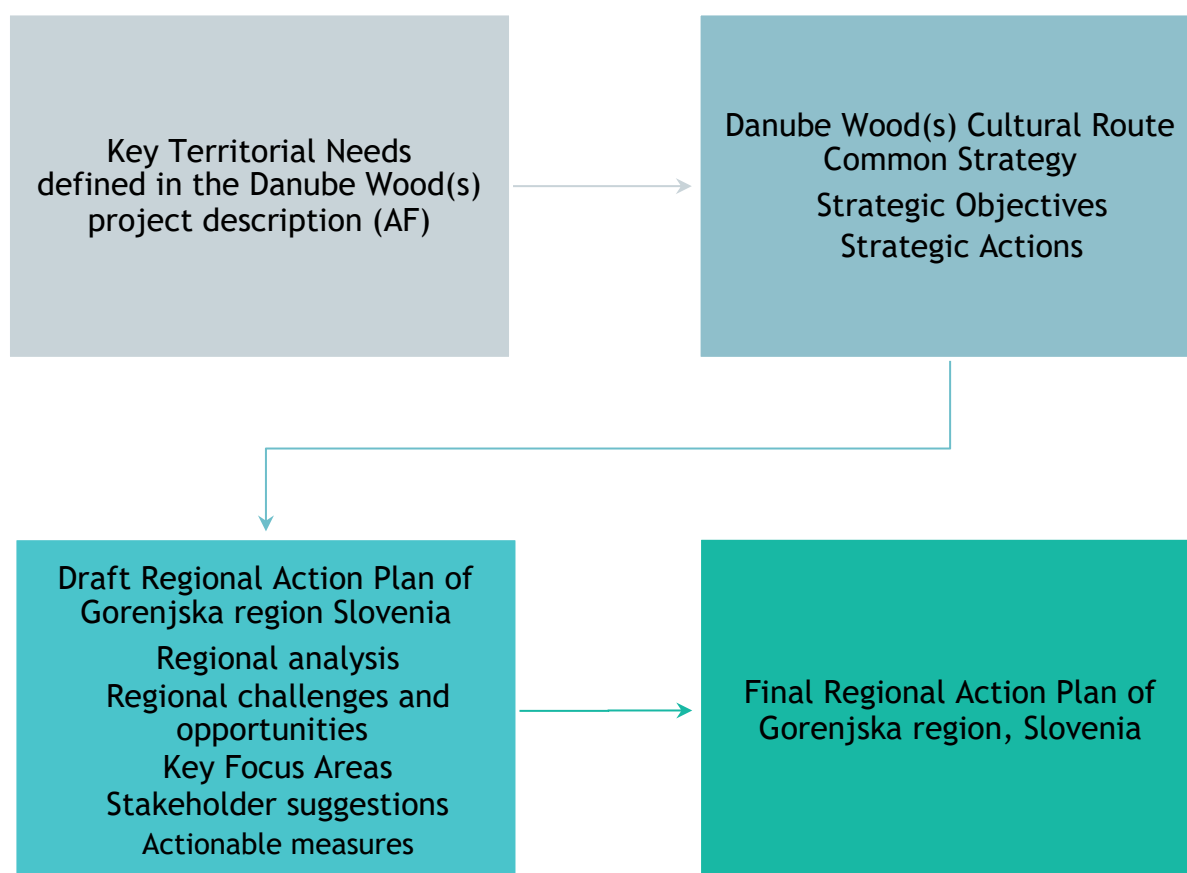 Key Territorial Needs
defined in the Danube Wood(s)
project description (AF)
Danube Wood(s) Cultural Route
Common Strategy
Strategic Objectives
Strategic Actions
Draft Regional Action Plan of
Gorenjska region Slovenia
Regional analysis
Regional challenges and
opportunities
Key Focus Areas
Stakeholder suggestions
Actionable measures
Final Regional Action Plan of
Gorenjska region, Slovenia